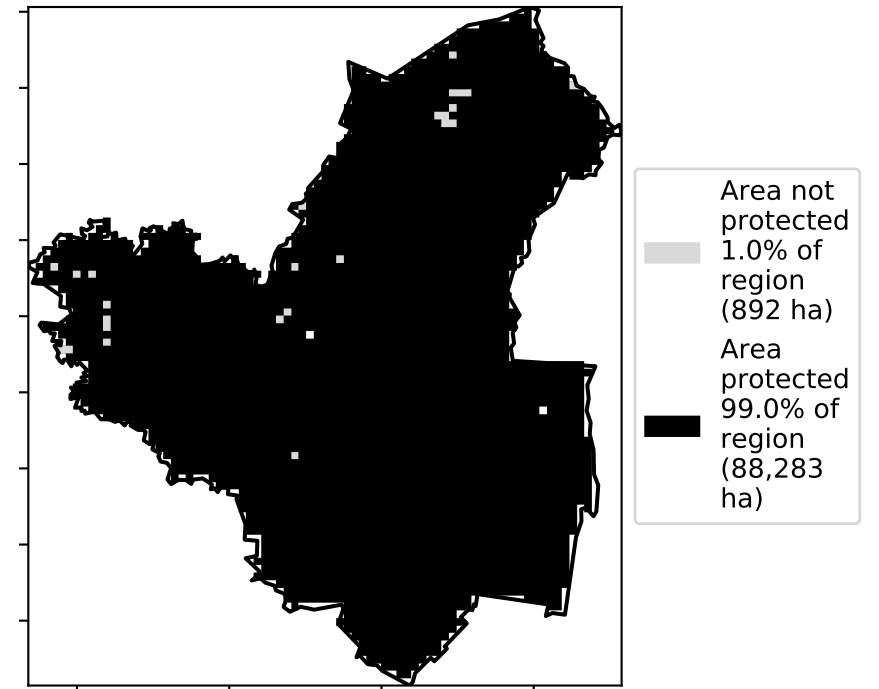 Area not
protected
1.0% of
region
(892 ha)
Area
protected
99.0% of
region
(88,283
ha)